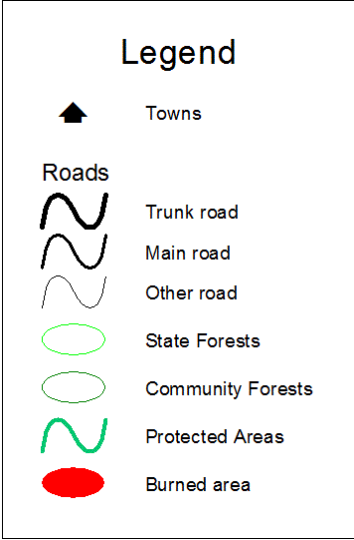 Legend
Towns
Roads
Trunk road
Main road
Other road
State Forests
Community Forests
Protected Areas
Burned area